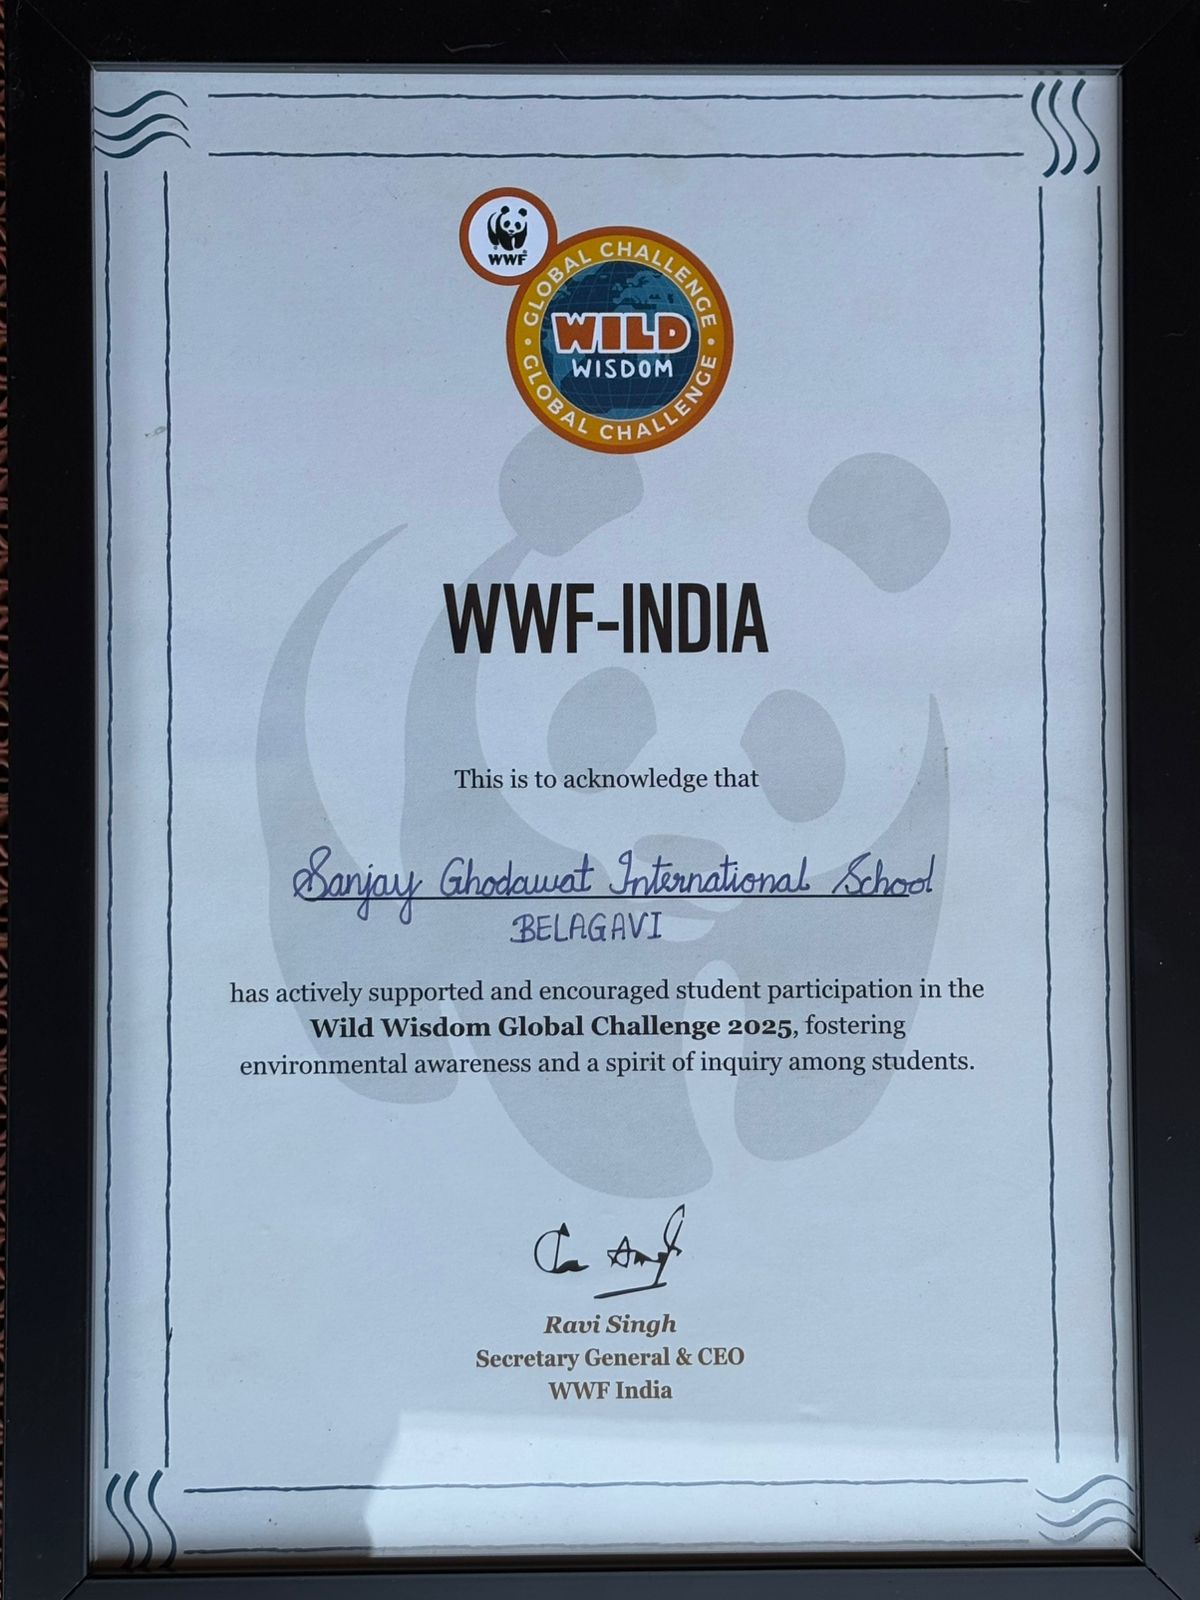 WWF
GLOBAL CHALLENGE
WILD
WISDOM
GLOBAL CHALLENGE
WWF-INDIA
This is to acknowledge that
Sanjay Ghodawat International School
BELAGAVI
has actively supported and encouraged student participation in the
Wild Wisdom Global Challenge 2025, fostering
environmental awareness and a spirit of inquiry among students.
Ravi Singh
Secretary General & CEO
WWF India